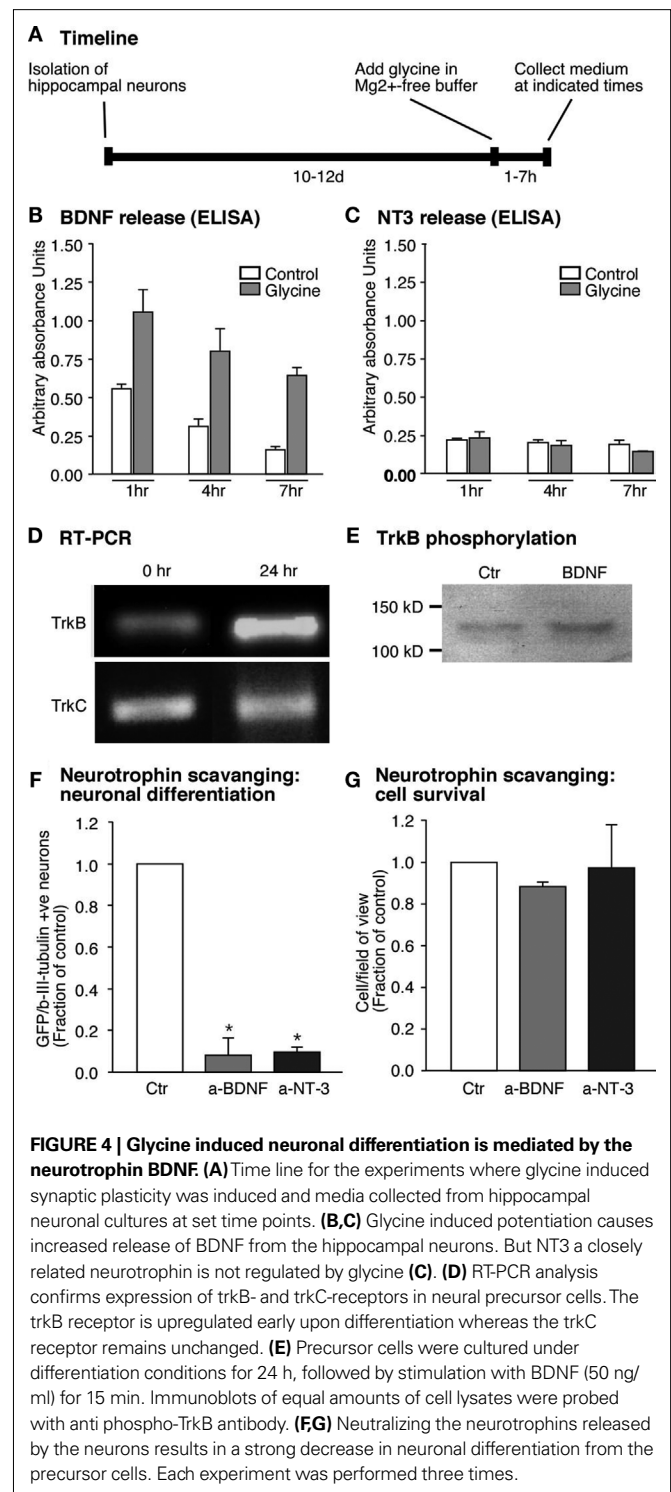 A Timeline
Isolation of
hippocampal neurons
Add glycine in
Mg2+-free buffer
Collect medium
at indicated times
10-12d
1-7h
B BDNF release (ELISA)
Arbitrary absorbance Units
1.50
1.25
1.00
0.75
0.50
0.25
0.00
Control
Glycine
1hr
4hr
7hr
C NT3 release (ELISA)
Arbitrary absorbance Units
1.50
1.25
1.00
0.75
0.50
0.25
0.00
Control
Glycine
1hr
4hr
7hr
D RT-PCR
0 hr
24 hr
TrkB
TrkC
E TrkB phosphorylation
Ctr
BDNF
150 kD
100 kD
F Neurotrophin scavanging:
neuronal differentiation
GFP/b-III-tubulin +ve neurons
(Fraction of control)
1.2
1.0
0.8
0.6
0.4
0.2
0.0
*
*
Ctr
a-BDNF
a-NT-3
G Neurotrophin scavanging:
cell survival
Cell/field of view
(Fraction of control)
1.2
1.0
0.8
0.6
0.4
0.2
0.0
Ctr
a-BDNF
a-NT-3
FIGURE 4 | Glycine induced neuronal differentiation is mediated by the
neurotrophin BDNF. (A) Time line for the experiments where glycine induced
synaptic plasticity was induced and media collected from hippocampal
neuronal cultures at set time points. (B,C) Glycine induced potentiation causes
increased release of BDNF from the hippocampal neurons. But NT3 a closely
related neurotrophin is not regulated by glycine (C). (D) RT-PCR analysis
confirms expression of trkB- and trkC-receptors in neural precursor cells. The
trkB receptor is upregulated early upon differentiation whereas the trkC
receptor remains unchanged. (E) Precursor cells were cultured under
differentiation conditions for 24 h, followed by stimulation with BDNF (50 ng/
ml) for 15 min. Immunoblots of equal amounts of cell lysates were probed
with anti phospho-TrkB antibody. (F,G) Neutralizing the neurotrophins released
by the neurons results in a strong decrease in neuronal differentiation from the
precursor cells. Each experiment was performed three times.